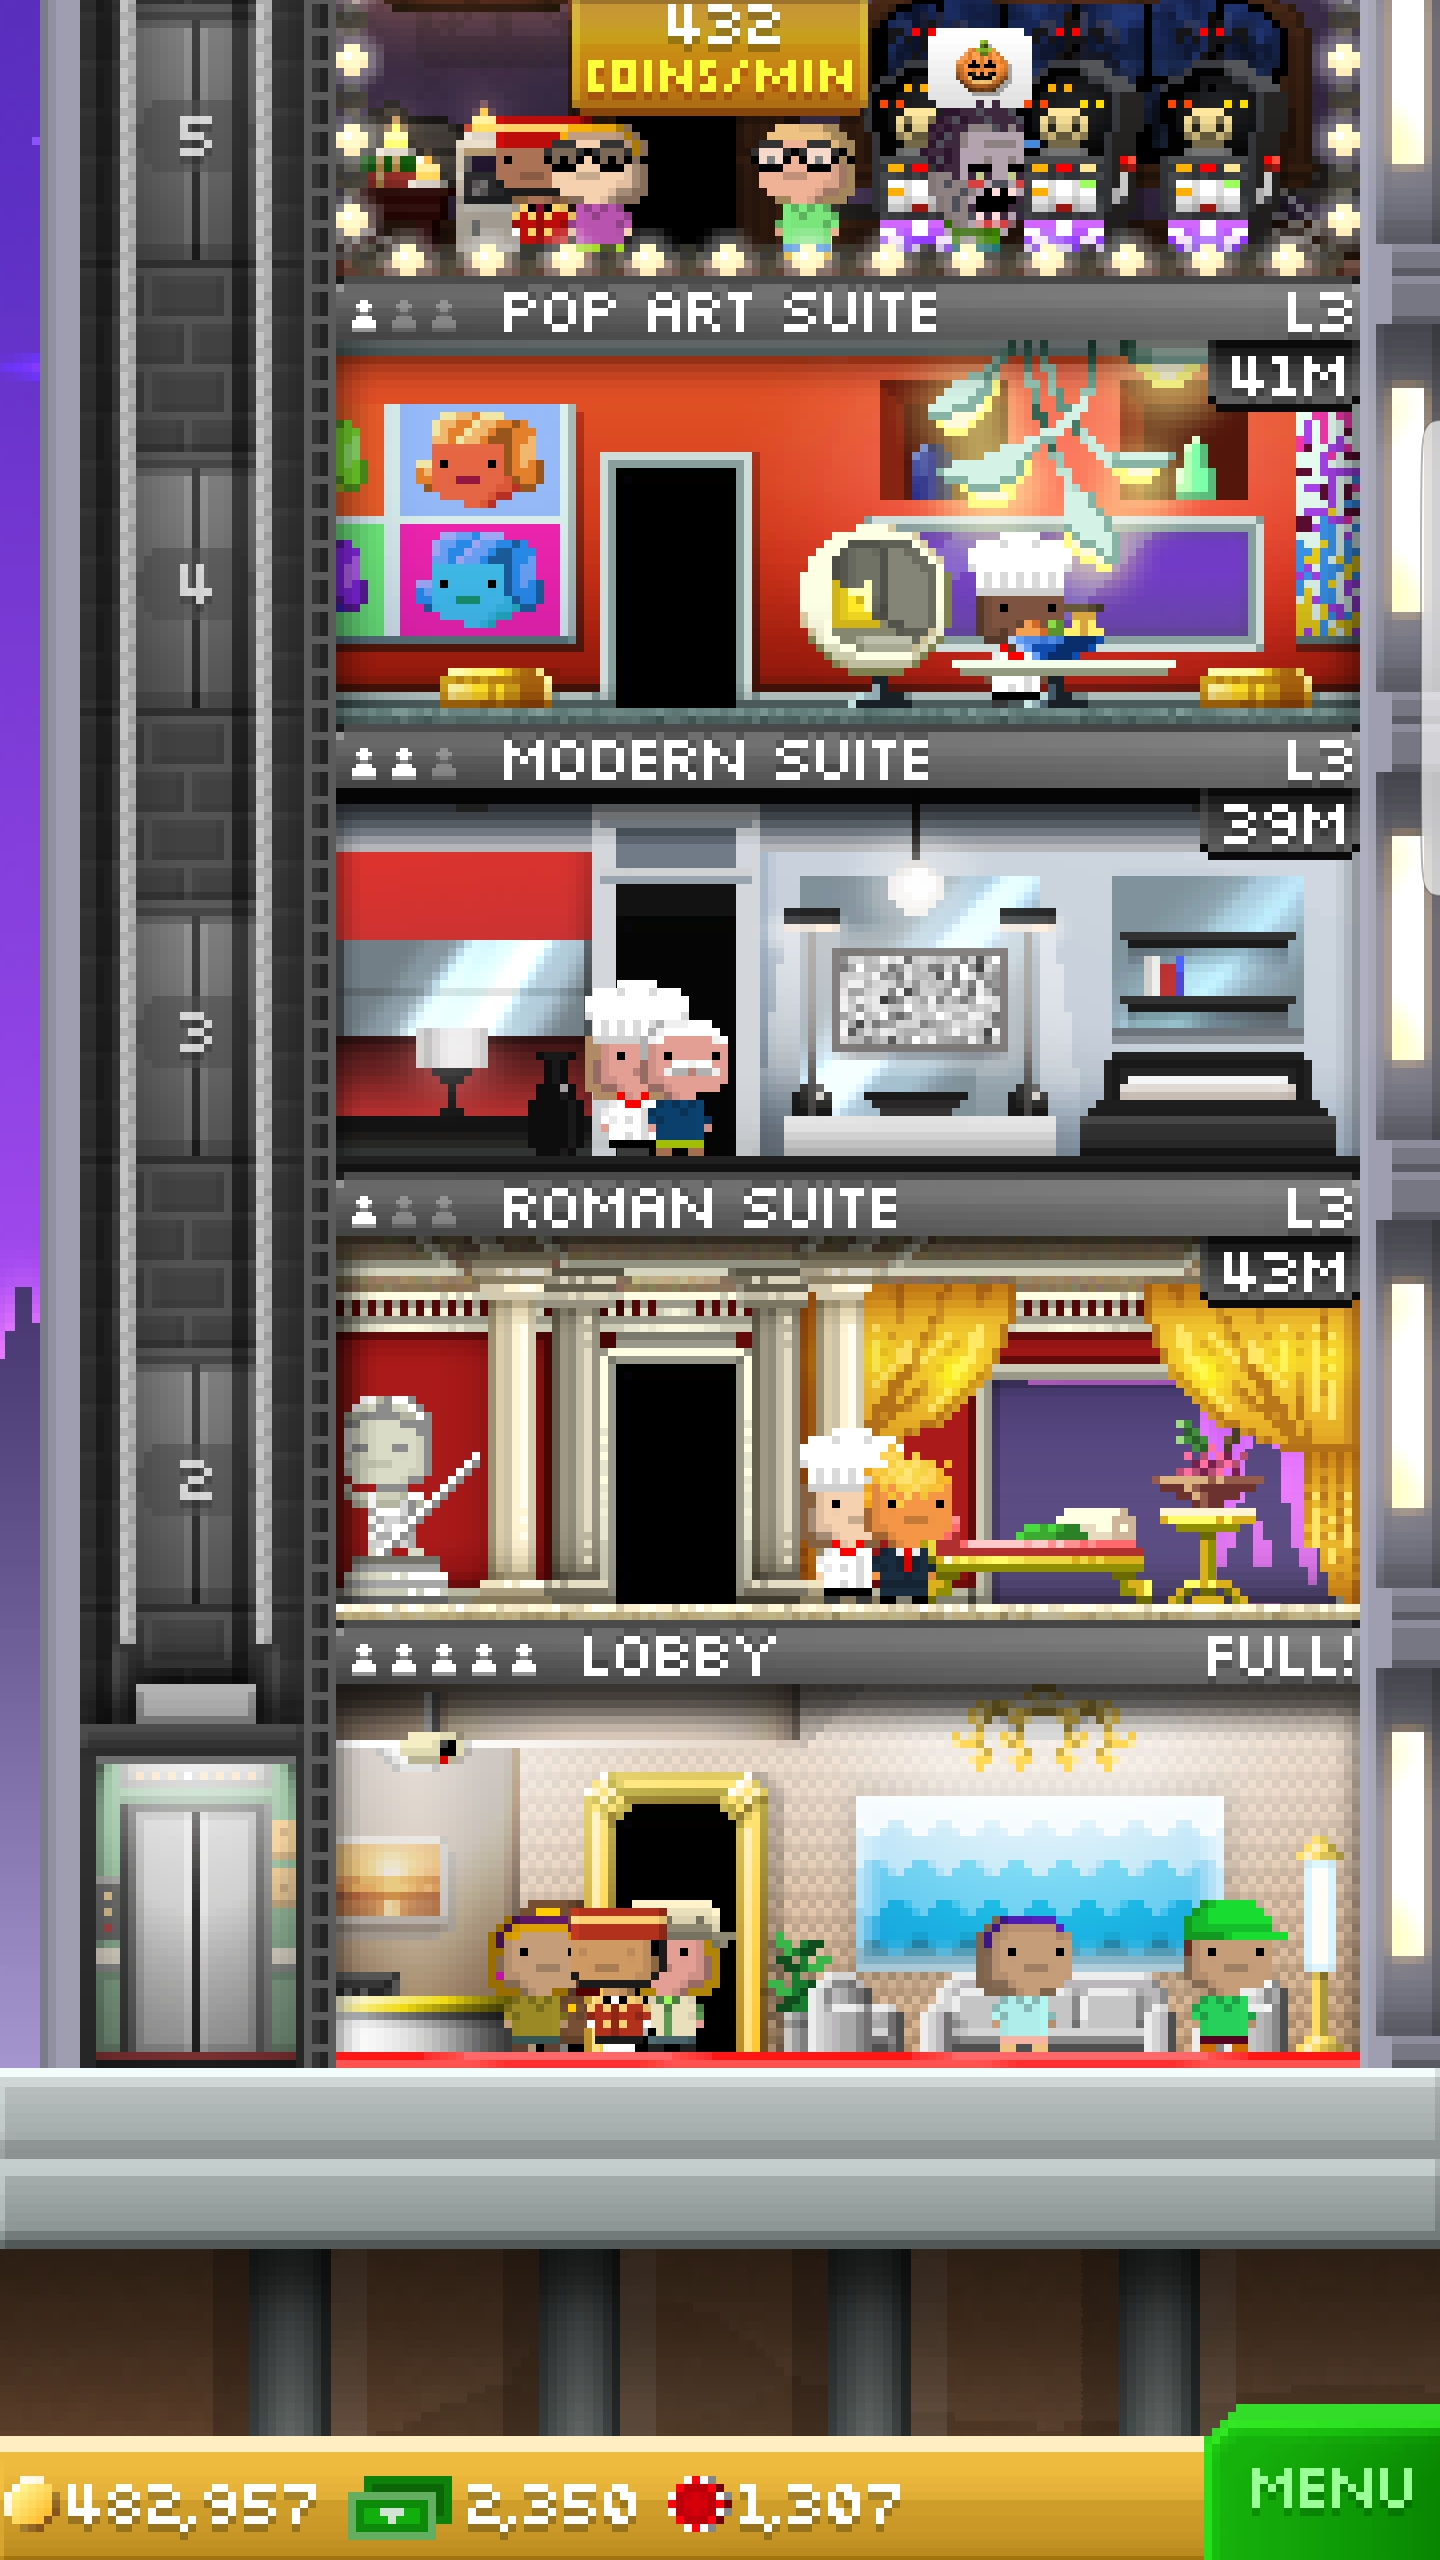 432
COINS/MIN
5
POP ART SUITE L3
41M
4
MODERN SUITE L3
39M
3
ROMAN SUITE L3
43M
2
LOBBY FULL!
482,957 2,350 1,307 MENU